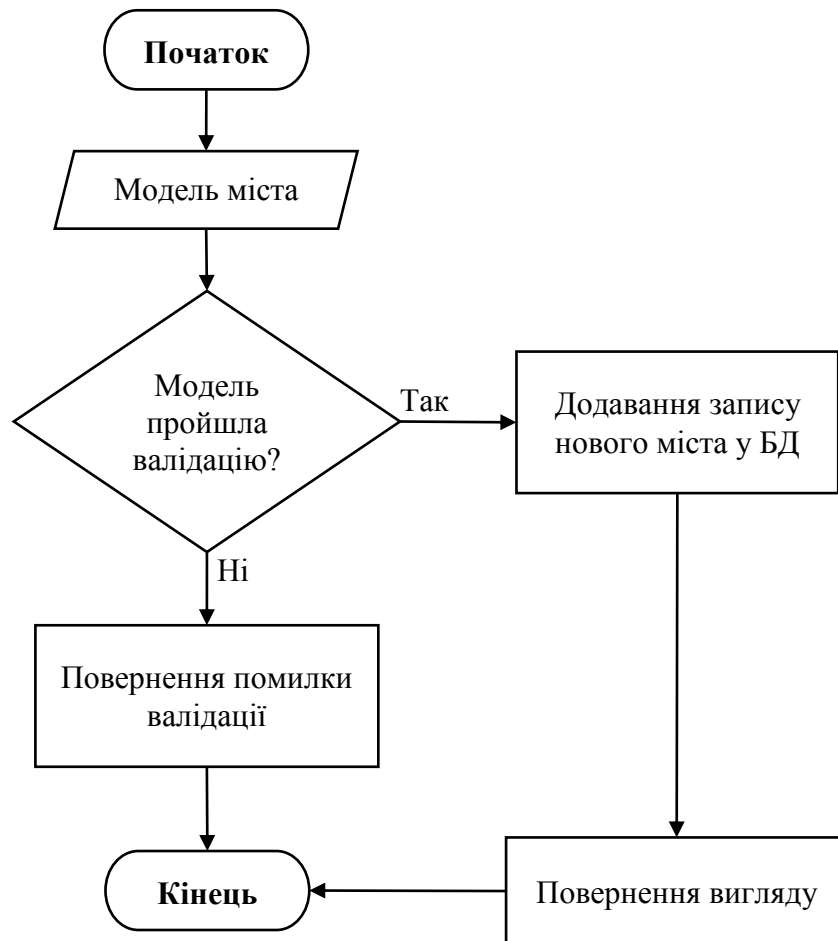 Початок
Модель міста
Модель
пройшла
валідацію?
Так
Додавання запису
нового міста у БД
Ні
Повернення помилки
валідації
Повернення вигляду
Кінець